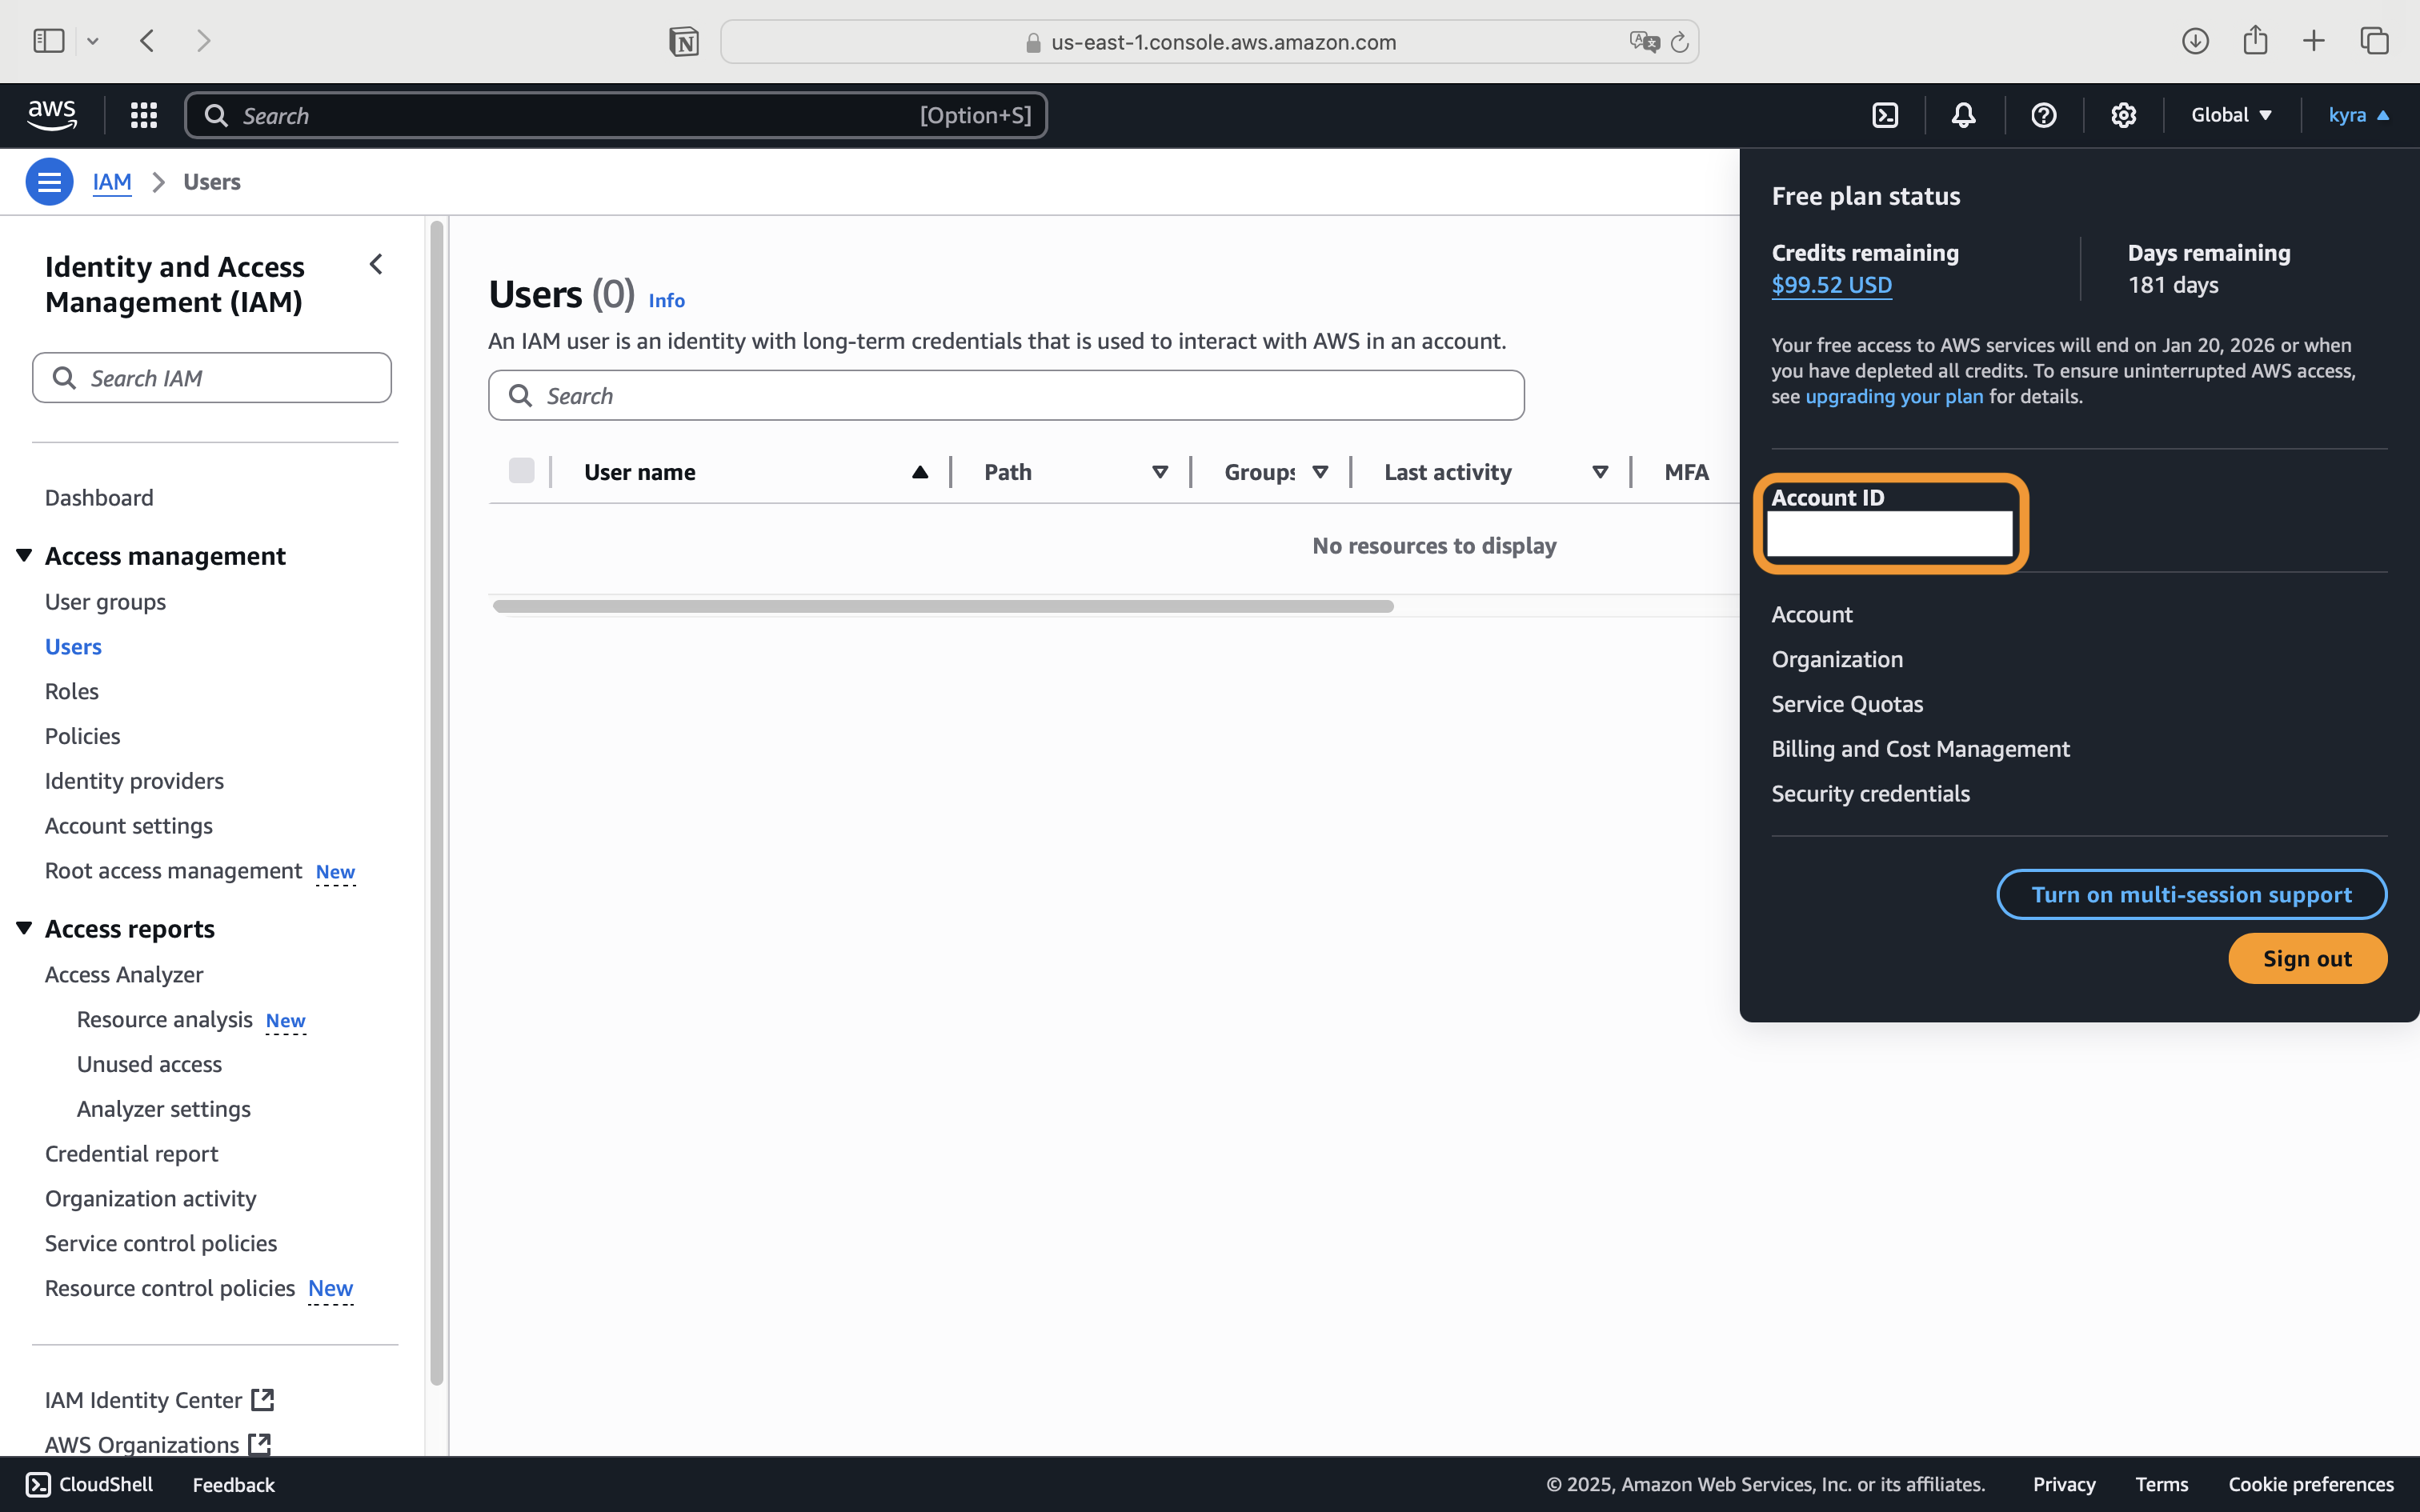 us-east-1.console.aws.amazon.com
aws
Search
[Option+S]
Global
kyra
IAM
Users
Identity and Access
Management (IAM)
Search IAM
Dashboard
Access management
User groups
Users
Roles
Policies
Identity providers
Account settings
Root access management New
Access reports
Access Analyzer
Resource analysis New
Unused access
Analyzer settings
Credential report
Organization activity
Service control policies
Resource control policies New
IAM Identity Center
AWS Organizations
Users (0) Info
An IAM user is an identity with long-term credentials that is used to interact with AWS in an account.
Search
User name
Path
Groups
Last activity
MFA
No resources to display
Free plan status
Credits remaining
$99.52 USD
Days remaining
181 days
Your free access to AWS services will end on Jan 20, 2026 or when
you have depleted all credits. To ensure uninterrupted AWS access,
see upgrading your plan for details.
Account ID
Account
Organization
Service Quotas
Billing and Cost Management
Security credentials
Turn on multi-session support
Sign out
CloudShell
Feedback
© 2025, Amazon Web Services, Inc. or its affiliates.
Privacy
Terms
Cookie preferences